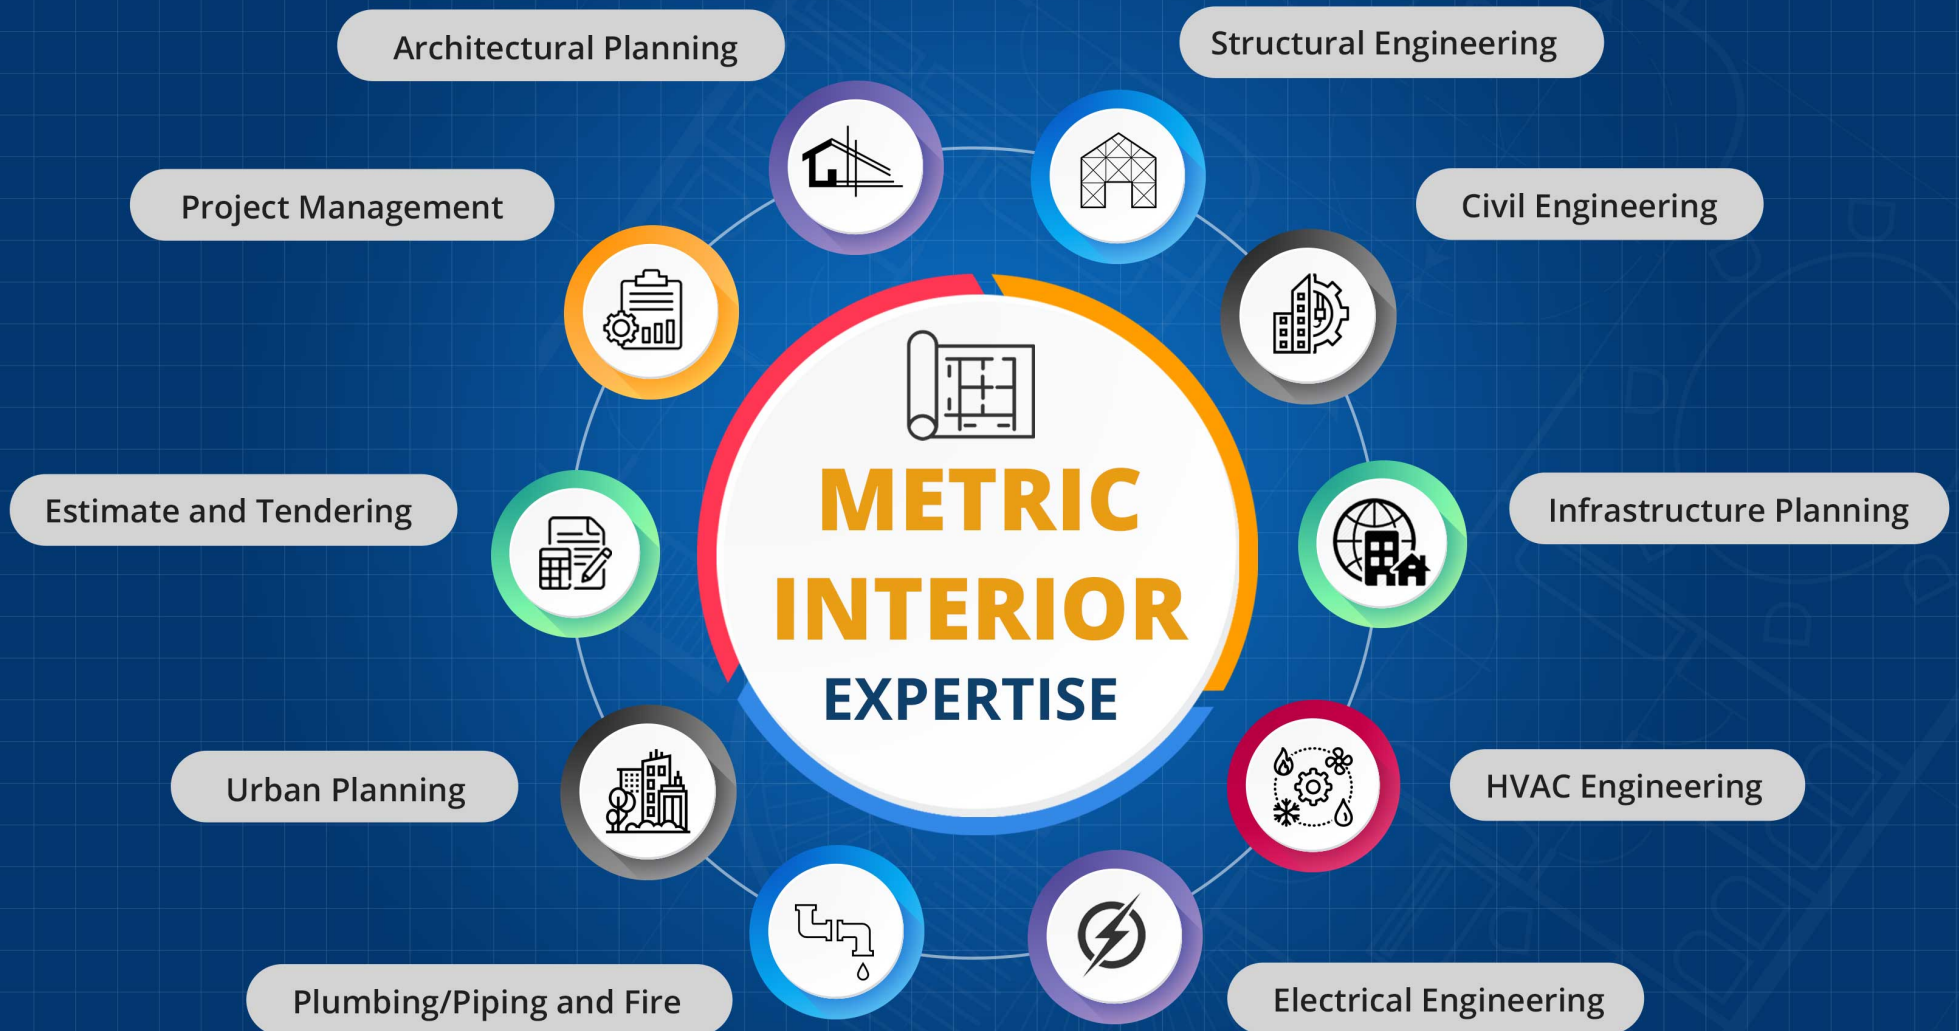 Architectural Planning
Structural Engineering
Project Management
Civil Engineering
METRIC
INTERIOR
EXPERTISE
Estimate and Tendering
Infrastructure Planning
Urban Planning
HVAC Engineering
Plumbing/Piping and Fire
Electrical Engineering